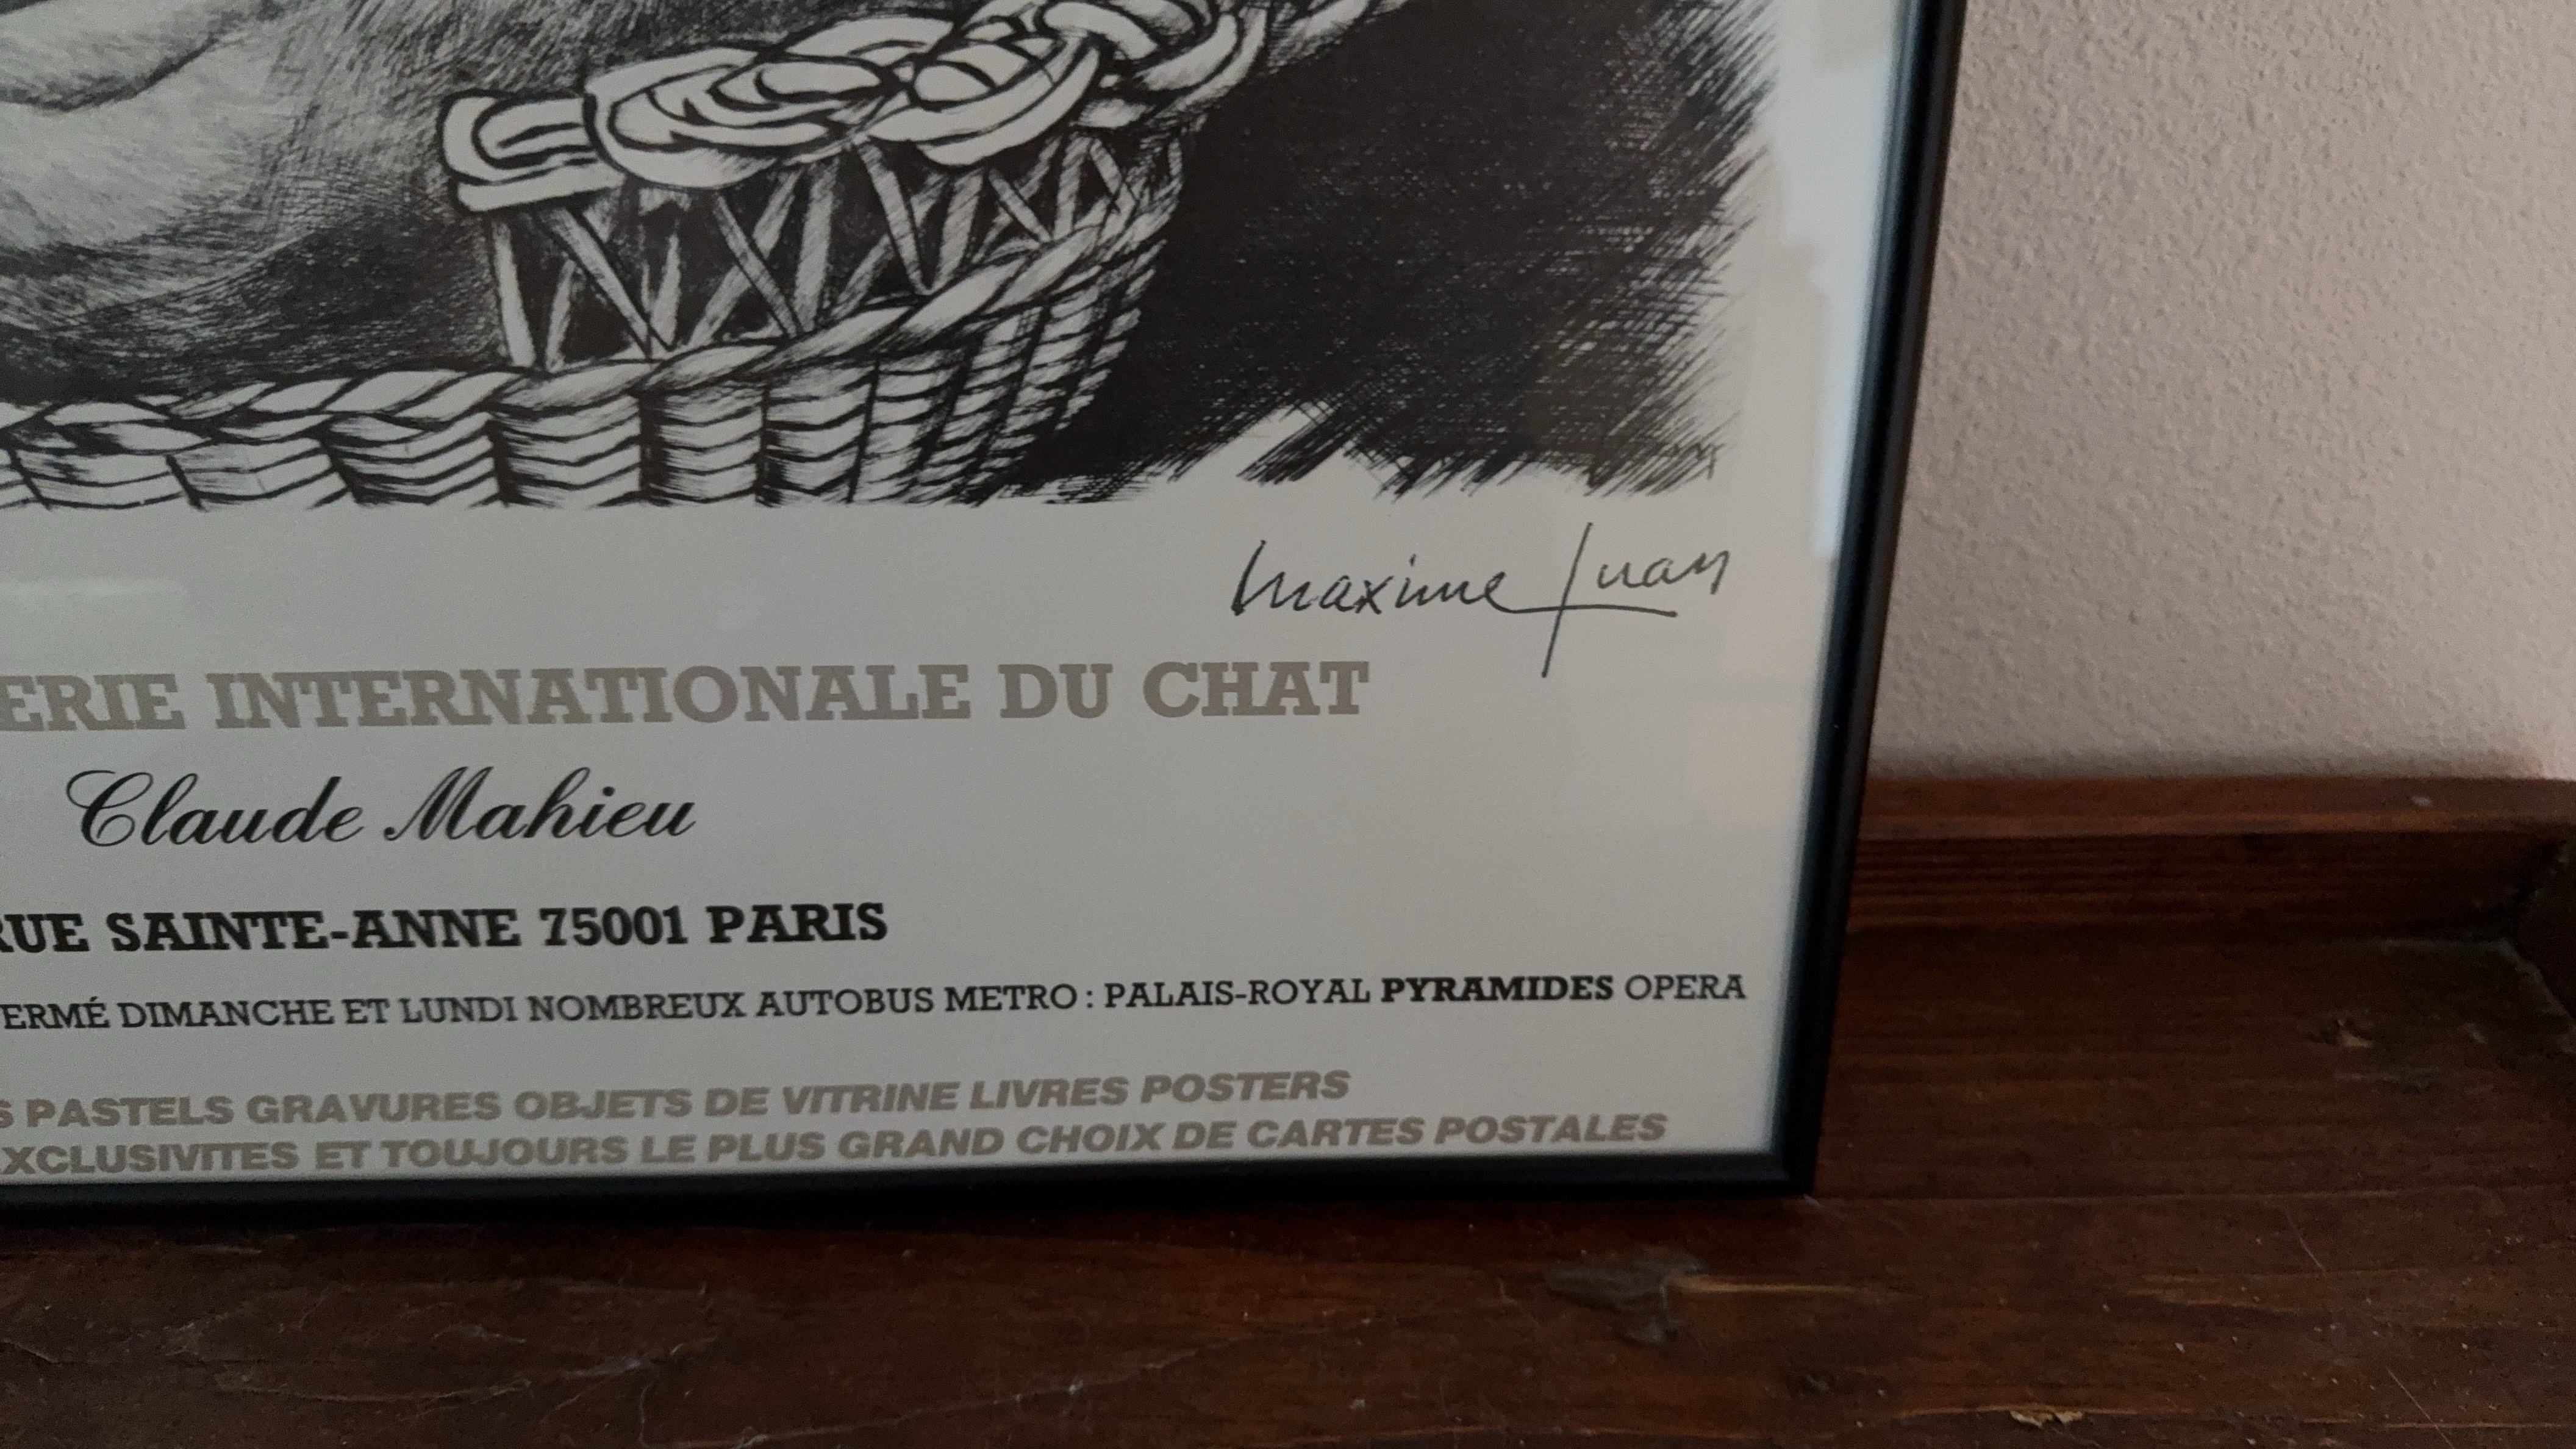 Maxime Juan
ERIE INTERNATIONALE DU CHAT
Claude Mahieu
RUE SAINTE-ANNE 75001 PARIS
ERMÉ DIMANCHE ET LUNDI NOMBREUX AUTOBUS METRO : PALAIS-ROYAL PYRAMIDES OPERA
S PASTELS GRAVURES OBJETS DE VITRINE LIVRES POSTERS
XCLUSIVITES ET TOUJOURS LE PLUS GRAND CHOIX DE CARTES POSTALES